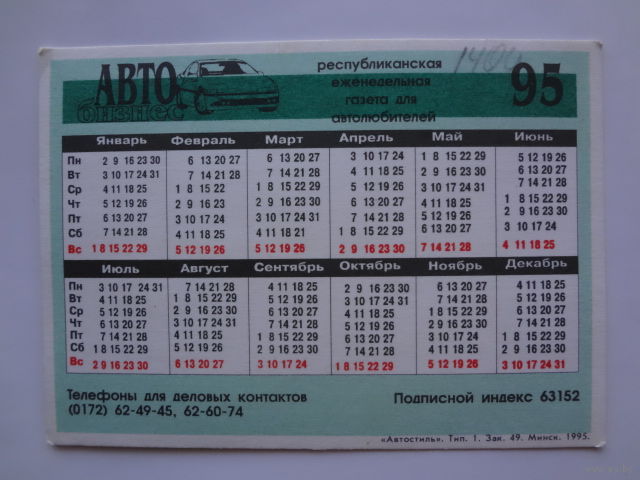 АВТО
бизнес
республиканская
еженедельная
газета для
автолюбителей
1400
95
Январь Февраль Март Апрель Май Июнь
Пн 2 9 16 23 30 6 13 20 27 6 13 20 27 3 10 17 24 1 8 15 22 29 5 12 19 26
Вт 3 10 17 24 31 7 14 21 28 7 14 21 28 4 11 18 25 2 9 16 23 30 6 13 20 27
Ср 4 11 18 25 1 8 15 22 1 8 15 22 29 5 12 19 26 3 10 17 24 31 7 14 21 28
Чт 5 12 19 26 2 9 16 23 2 9 16 23 30 6 13 20 27 4 11 18 25 1 8 15 22 29
Пт 6 13 20 27 3 10 17 24 3 10 17 24 31 7 14 21 28 5 12 19 26 2 9 16 23 30
Сб 7 14 21 28 4 11 18 25 4 11 18 25 1 8 15 22 29 6 13 20 27 3 10 17 24
Вс 1 8 15 22 29 5 12 19 26 5 12 19 26 2 9 16 23 30 7 14 21 28 4 11 18 25
Июль Август Сентябрь Октябрь Ноябрь Декабрь
Пн 3 10 17 24 31 7 14 21 28 4 11 18 25 2 9 16 23 30 6 13 20 27 4 11 18 25
Вт 4 11 18 25 1 8 15 22 29 5 12 19 26 3 10 17 24 31 7 14 21 28 5 12 19 26
Ср 5 12 19 26 2 9 16 23 30 6 13 20 27 4 11 18 25 1 8 15 22 29 6 13 20 27
Чт 6 13 20 27 3 10 17 24 31 7 14 21 28 5 12 19 26 2 9 16 23 30 7 14 21 28
Пт 7 14 21 28 4 11 18 25 1 8 15 22 29 6 13 20 27 3 10 17 24 1 8 15 22 29
Сб 1 8 15 22 29 5 12 19 26 2 9 16 23 30 7 14 21 28 4 11 18 25 2 9 16 23 30
Вс 2 9 16 23 30 6 13 20 27 3 10 17 24 1 8 15 22 29 5 12 19 26 3 10 17 24 31
Телефоны для деловых контактов
(0172) 62-49-45, 62-60-74
Подписной индекс 63152
«Автостиль». Тип. 1. Зак. 49. Минск. 1995.